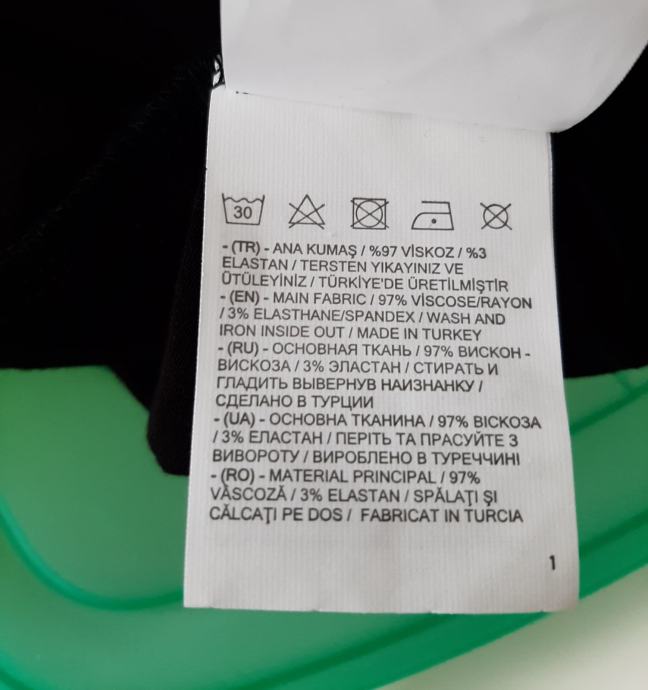 30
- (TR) - ANA KUMAŞ / %97 VİSKOZ / %3
ELASTAN / TERSTEN YIKAYINIZ VE
ÜTÜLEYİNİZ / TÜRKİYE'DE ÜRETİLMİŞTİR
- (EN) - MAIN FABRIC / 97% VİSCOSE/RAYON
/ 3% ELASTHANE/SPANDEX / WASH AND
IRON INSIDE OUT / MADE IN TURKEY
- (RU) - ОСНОВНАЯ ТКАНЬ / 97% ВИСКОН -
ВИСКОЗА / 3% ЭЛАСТАН / СТИРАТЬ И
ГЛАДИТЬ ВЫВЕРНУВ НАИЗНАНКУ /
СДЕЛАНО В ТУРЦИИ
- (UA) - ОСНОВНА ТКАНИНА / 97% ВІСКОЗА
/ 3% ЕЛАСТАН / ПЕРІТЬ ТА ПРАСУЙТЕ З
ВИВОРОТУ / ВИРОБЛЕНО В ТУРЕЧЧИНІ
- (RO) - MATERIAL PRINCIPAL / 97%
VÂSCOZĂ / 3% ELASTAN / SPĂLAŢI ŞI
CĂLCAŢI PE DOS / FABRICAT IN TURCIA
1